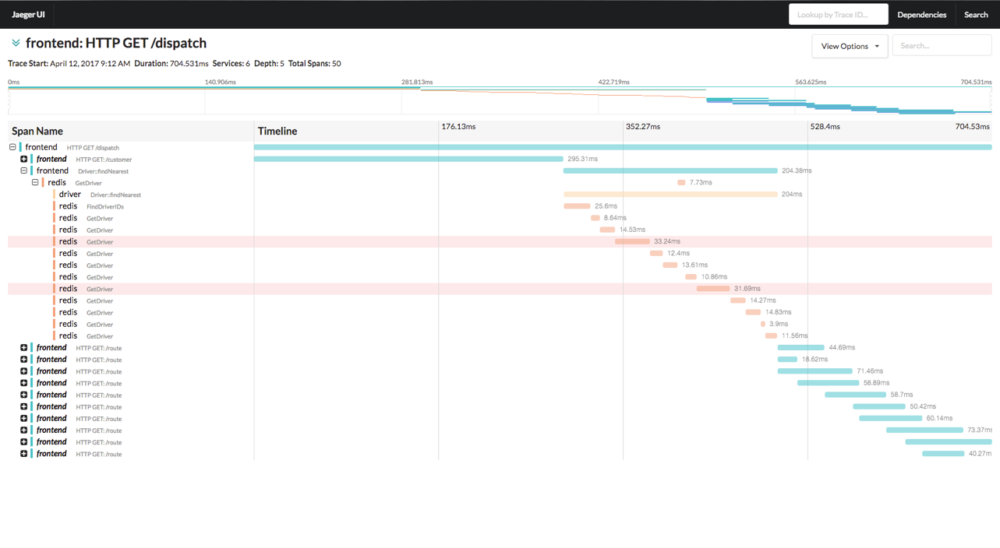 Jaeger UI Lookup by Trace ID... Dependencies Search
frontend: HTTP GET /dispatch View Options Search...
Trace Start: April 12, 2017 9:12 AM Duration: 704.531ms Services: 6 Depth: 5 Total Spans: 50
0ms 140.906ms 281.813ms 422.719ms 563.625ms 704.531ms
Span Name Timeline 176.13ms 352.27ms 528.4ms 704.53ms
frontend HTTP GET /dispatch
frontend HTTP GET: /customer 295.31ms
frontend Driver::findNearest 204.38ms
redis GetDriver 7.73ms
driver Driver::findNearest 204ms
redis FindDriverIDs 25.6ms
redis GetDriver 8.64ms
redis GetDriver 14.53ms
redis GetDriver 33.24ms
redis GetDriver 12.4ms
redis GetDriver 13.61ms
redis GetDriver 10.86ms
redis GetDriver 31.69ms
redis GetDriver 14.27ms
redis GetDriver 14.83ms
redis GetDriver 3.9ms
redis GetDriver 11.56ms
frontend HTTP GET: /route 44.69ms
frontend HTTP GET: /route 18.62ms
frontend HTTP GET: /route 71.46ms
frontend HTTP GET: /route 58.89ms
frontend HTTP GET: /route 58.7ms
frontend HTTP GET: /route 50.42ms
frontend HTTP GET: /route 60.14ms
frontend HTTP GET: /route 73.37ms
frontend HTTP GET: /route
frontend HTTP GET: /route 40.27m